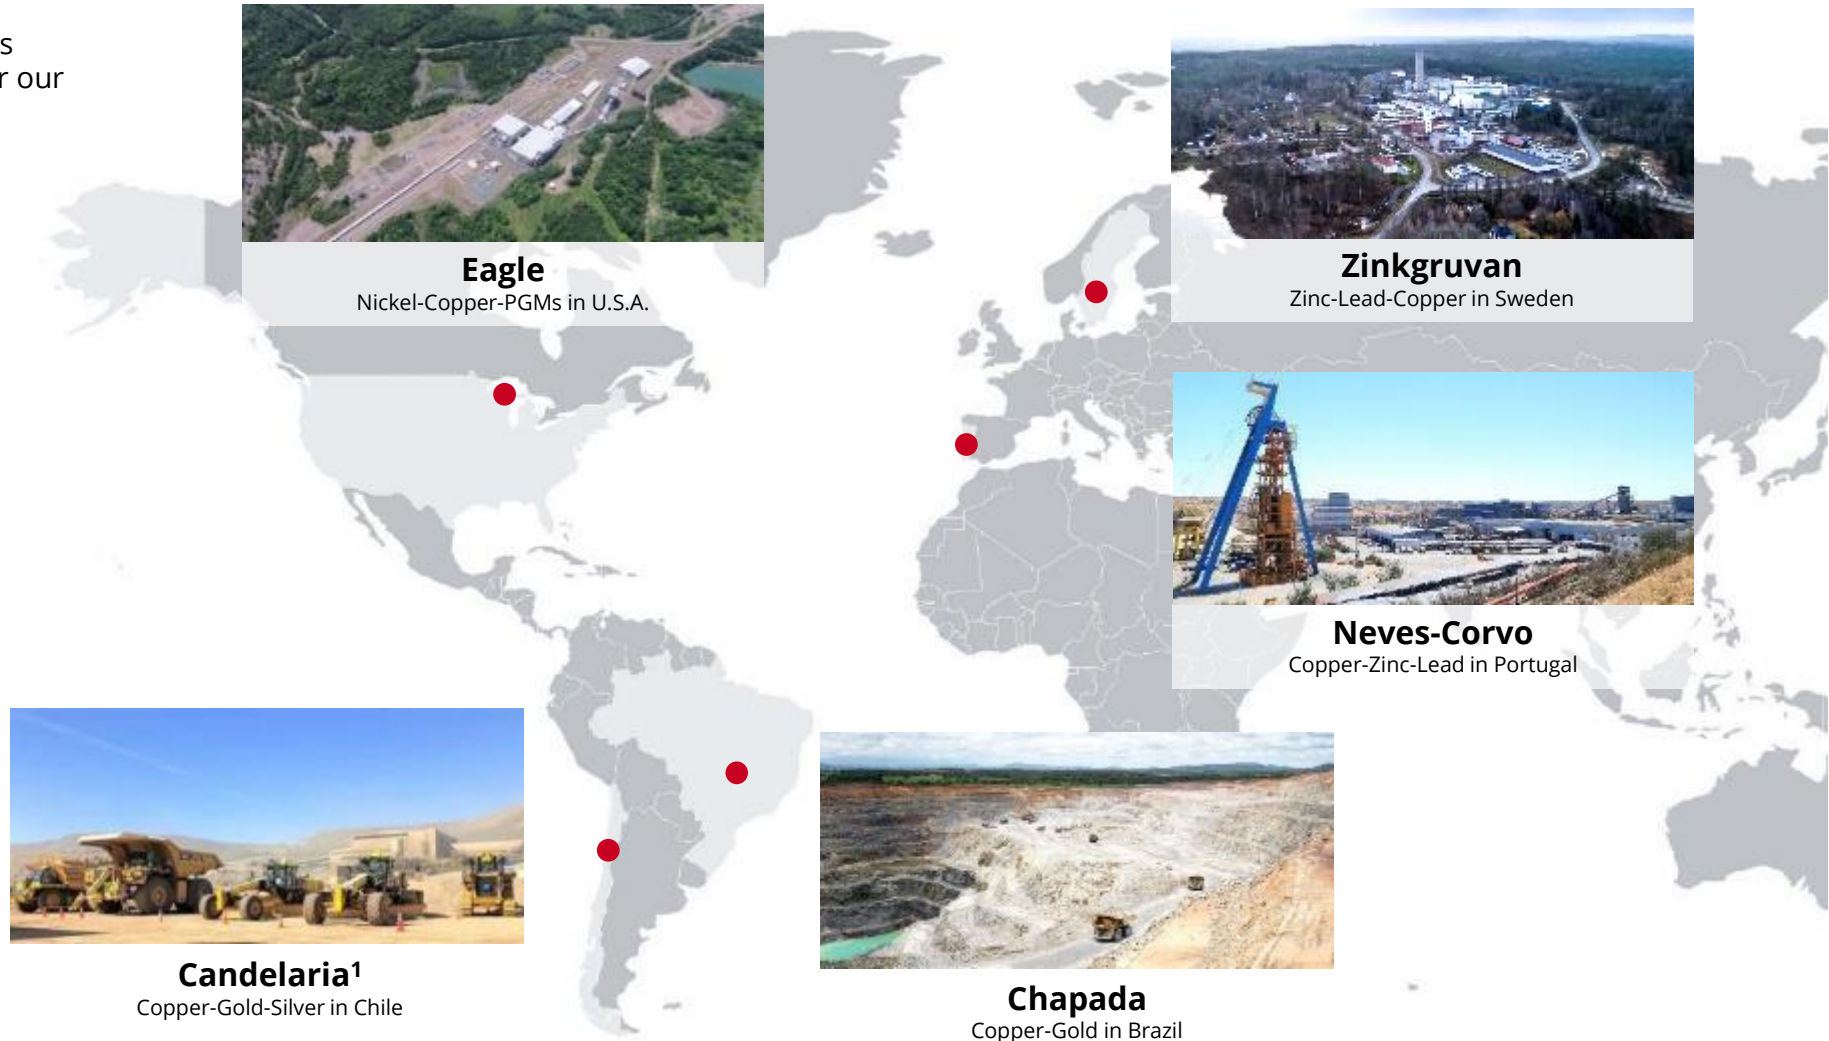 s
r our
Eagle
Nickel-Copper-PGMs in U.S.A.
Zinkgruvan
Zinc-Lead-Copper in Sweden
Neves-Corvo
Copper-Zinc-Lead in Portugal
Candelaria¹
Copper-Gold-Silver in Chile
Chapada
Copper-Gold in Brazil